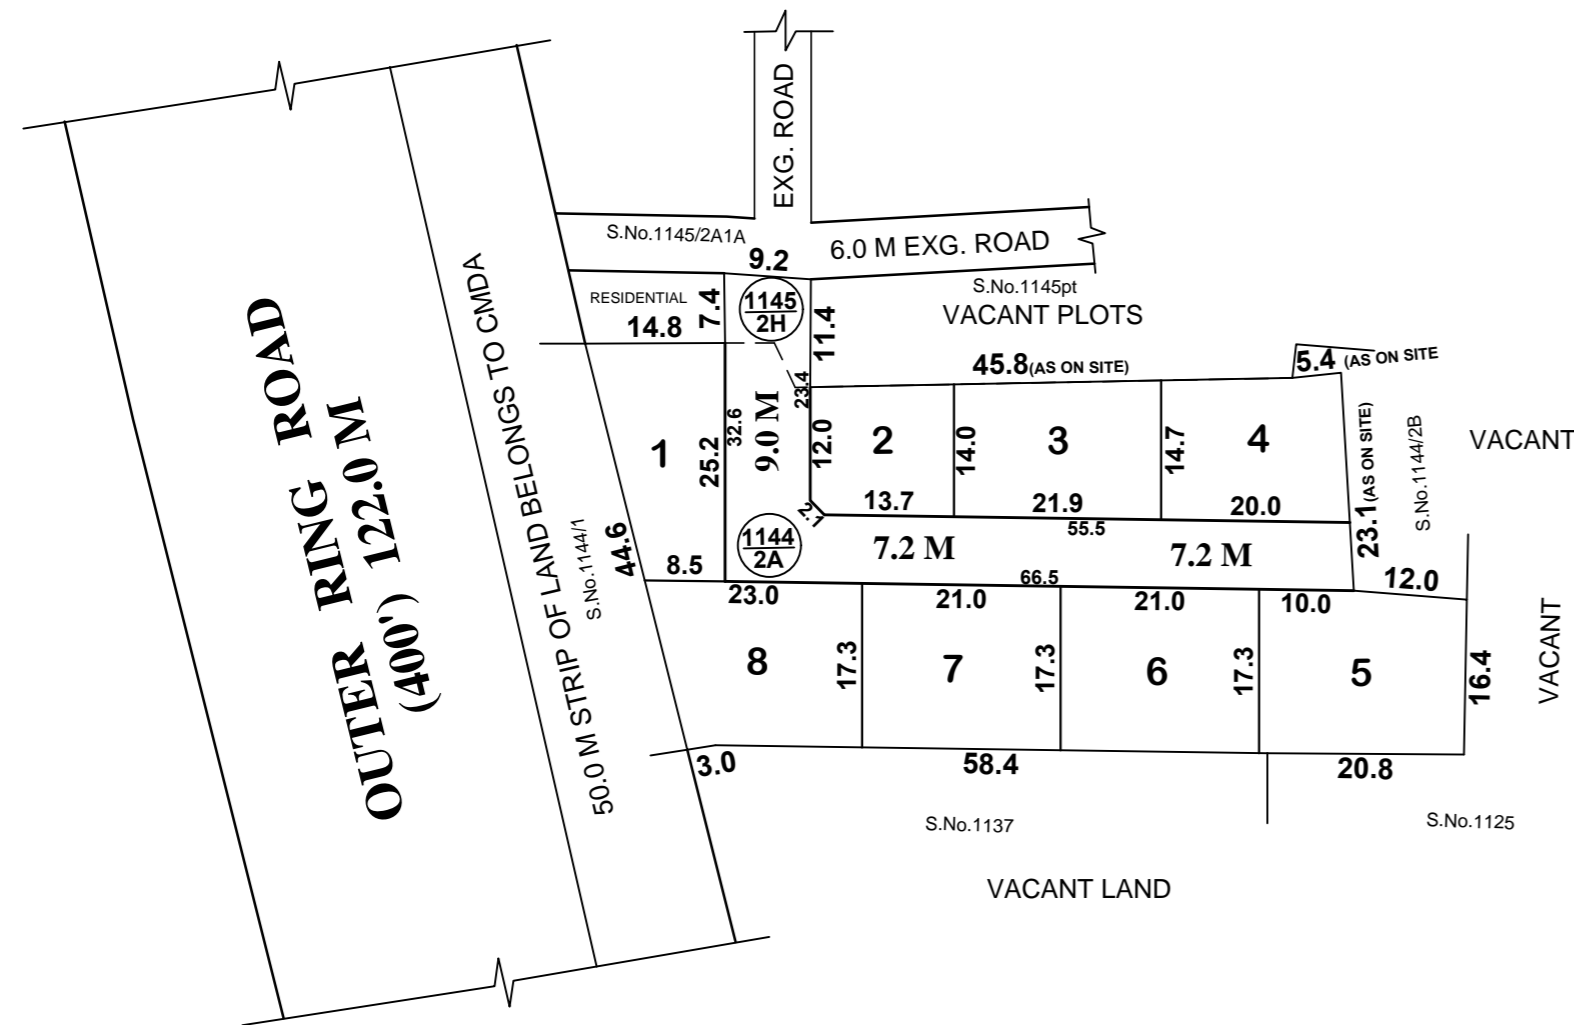 EXG. ROAD
S.No.1145/2A1A
9.2
6.0 M EXG. ROAD
RESIDENTIAL
14.8
7.4
1145
2H
11.4
S.No.1145pt
VACANT PLOTS
45.8(AS ON SITE)
5.4 (AS ON SITE
OUTER RING ROAD
(400') 122.0 M
50.0 M STRIP OF LAND BELONGS TO CMDA
S.No.1144/1
44.6
1
25.2
32.6
9.0 M
23.4
12.0
2
14.0
3
14.7
4
23.1(AS ON SITE)
S.No.1144/2B
VACANT
13.7
21.9
20.0
2.1
55.5
1144
2A
7.2 M
7.2 M
8.5
66.5
12.0
23.0
21.0
21.0
10.0
8
17.3
7
17.3
6
17.3
5
16.4
VACANT
3.0
58.4
20.8
S.No.1137
S.No.1125
VACANT LAND